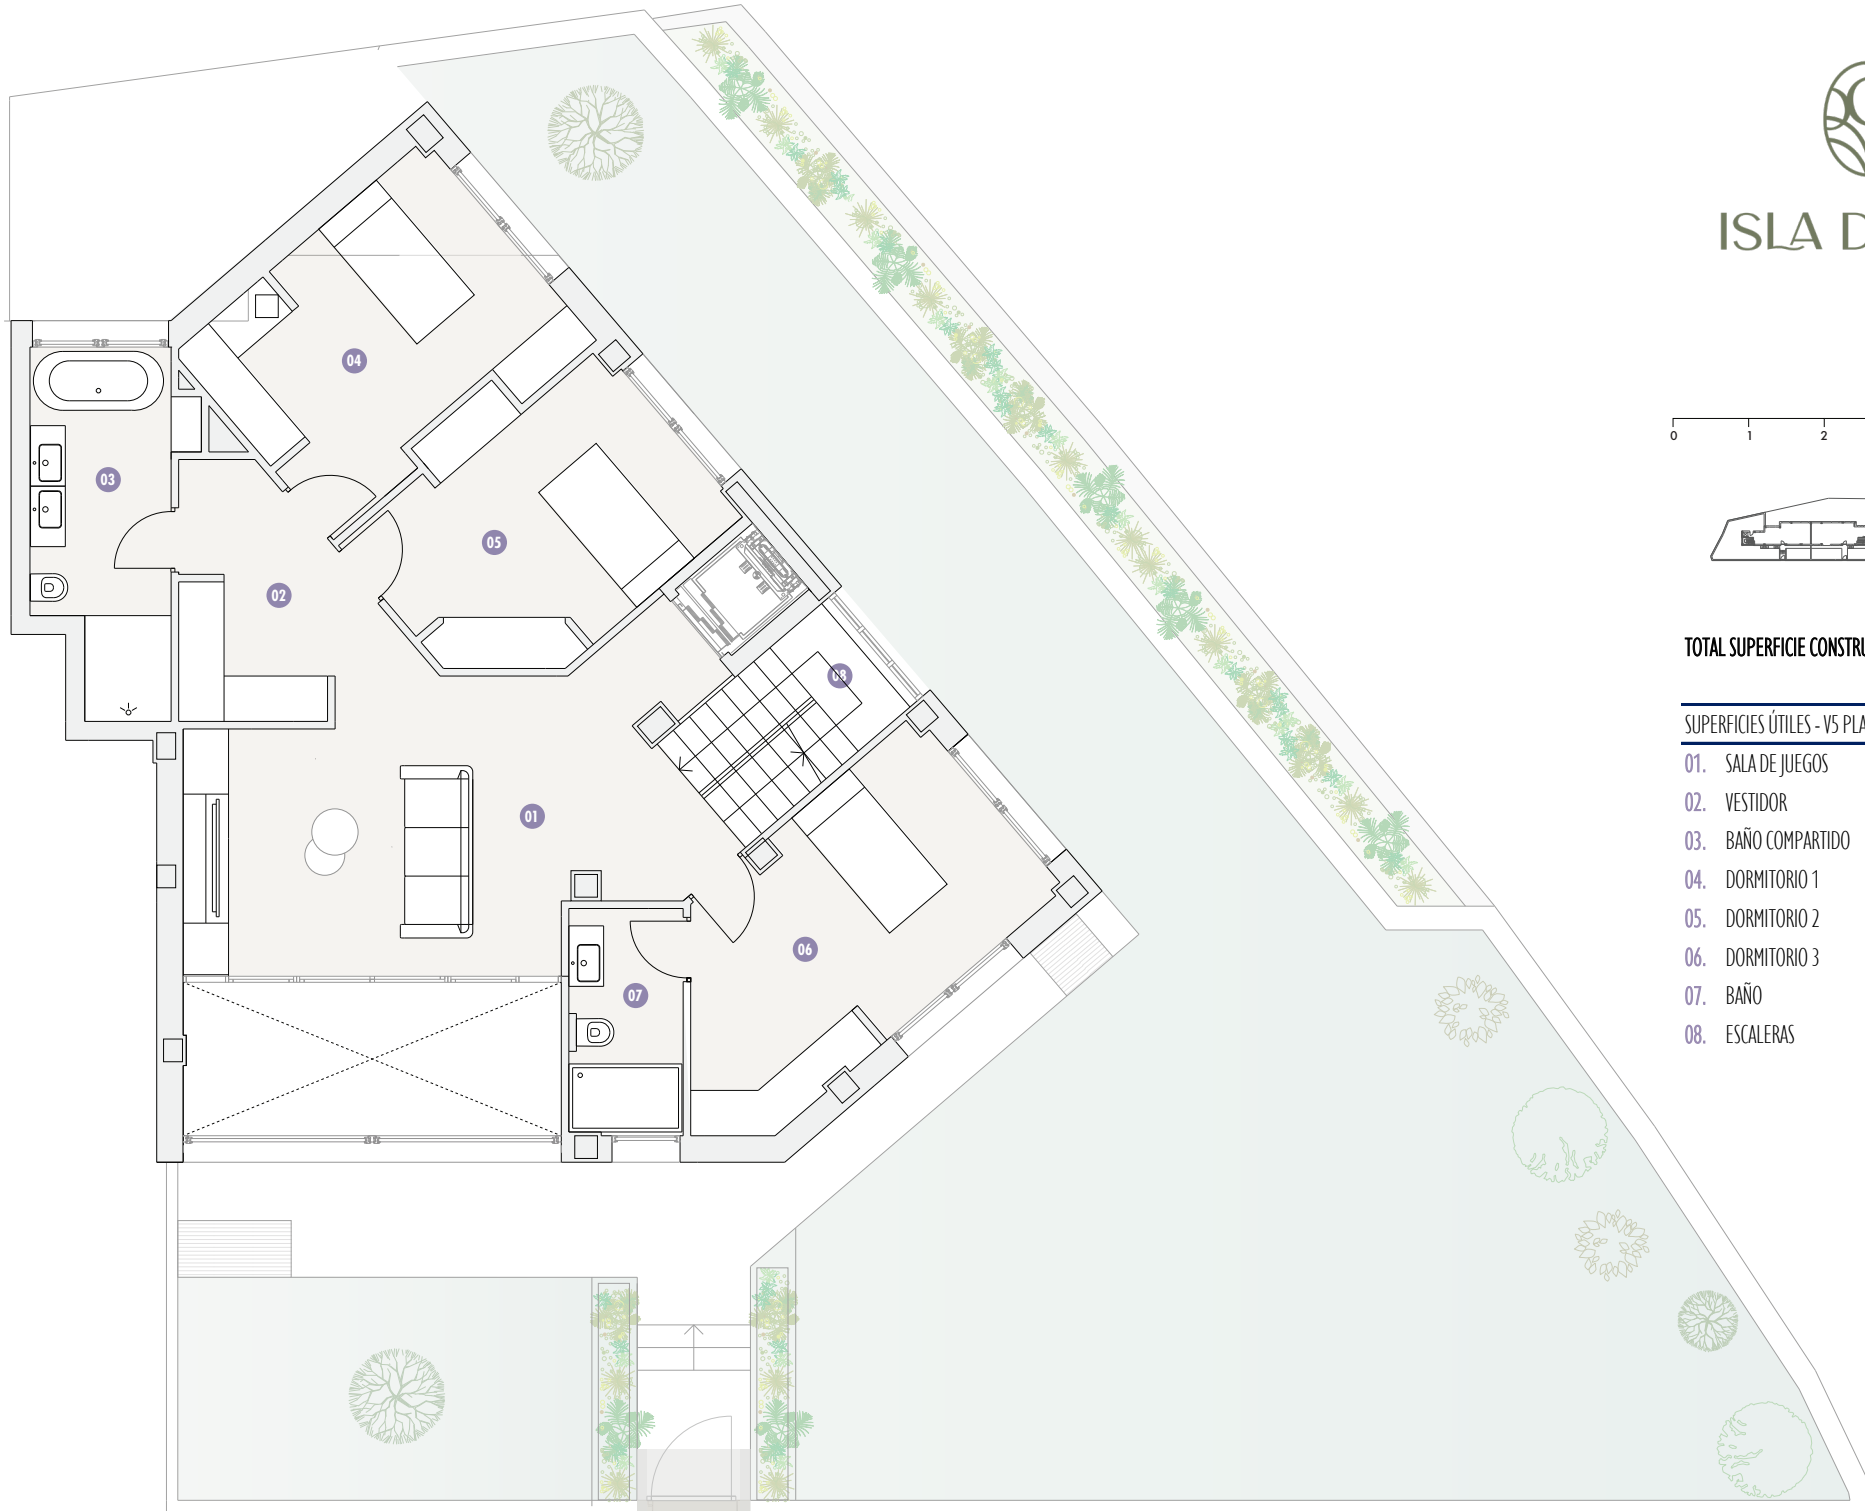 ISLA D
0 1 2
TOTAL SUPERFICIE CONSTRU
SUPERFICIES ÚTILES - V5 PLA
01. SALA DE JUEGOS
02. VESTIDOR
03. BAÑO COMPARTIDO
04. DORMITORIO 1
05. DORMITORIO 2
06. DORMITORIO 3
07. BAÑO
08. ESCALERAS
04
03
05
02
08
01
06
07